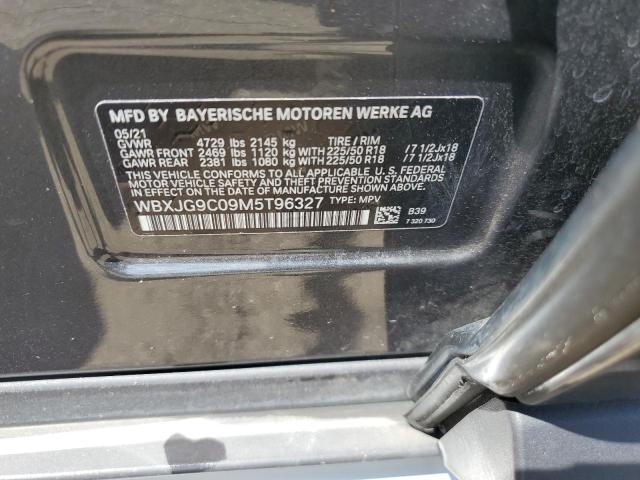 MFD BY BAYERISCHE MOTOREN WERKE AG
05/21
GVWR 4729 lbs 2145 kg TIRE / RIM
GAWR FRONT 2469 lbs 1120 kg WITH 225/50 R18 /7 1/2Jx18
GAWR REAR 2381 lbs 1080 kg WITH 225/50 R18 /7 1/2Jx18
THIS VEHICLE CONFORMS TO ALL APPLICABLE U. S. FEDERAL
MOTOR VEHICLE SAFETY STANDARDS IN EFFECT ON THE
DATE OF MANUFACTURE SHOWN ABOVE.
WBXJG9C09M5T96327 TYPE: MPV
B39
7 320 730